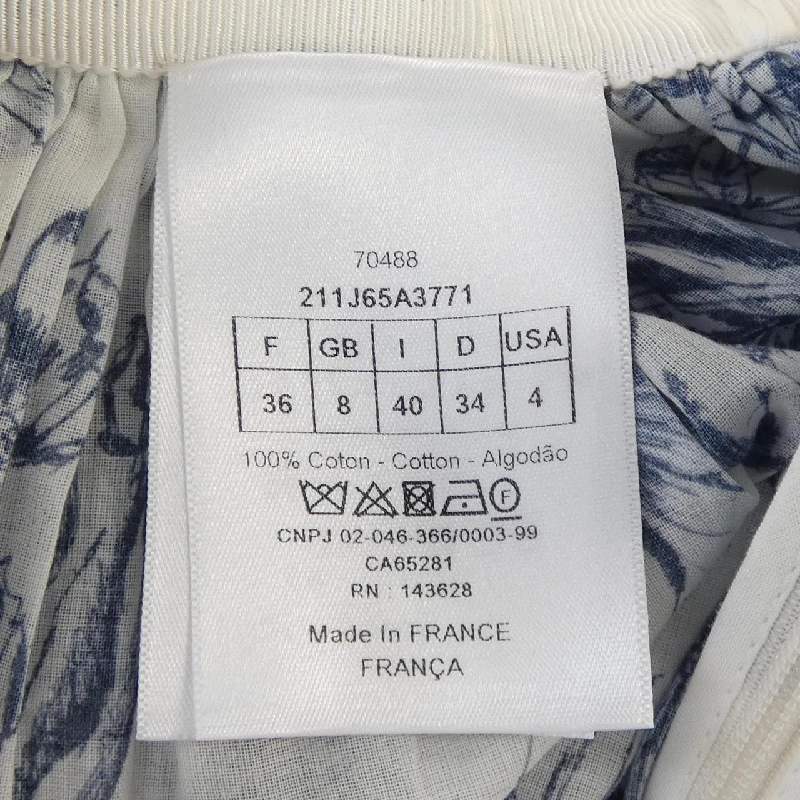 70488
211J65A3771
F GB I D USA
36 8 40 34 4
100% Coton - Cotton - Algodão
F
CNPJ 02-046-366/0003-99
CA65281
RN : 143628
Made In FRANCE
FRANÇA